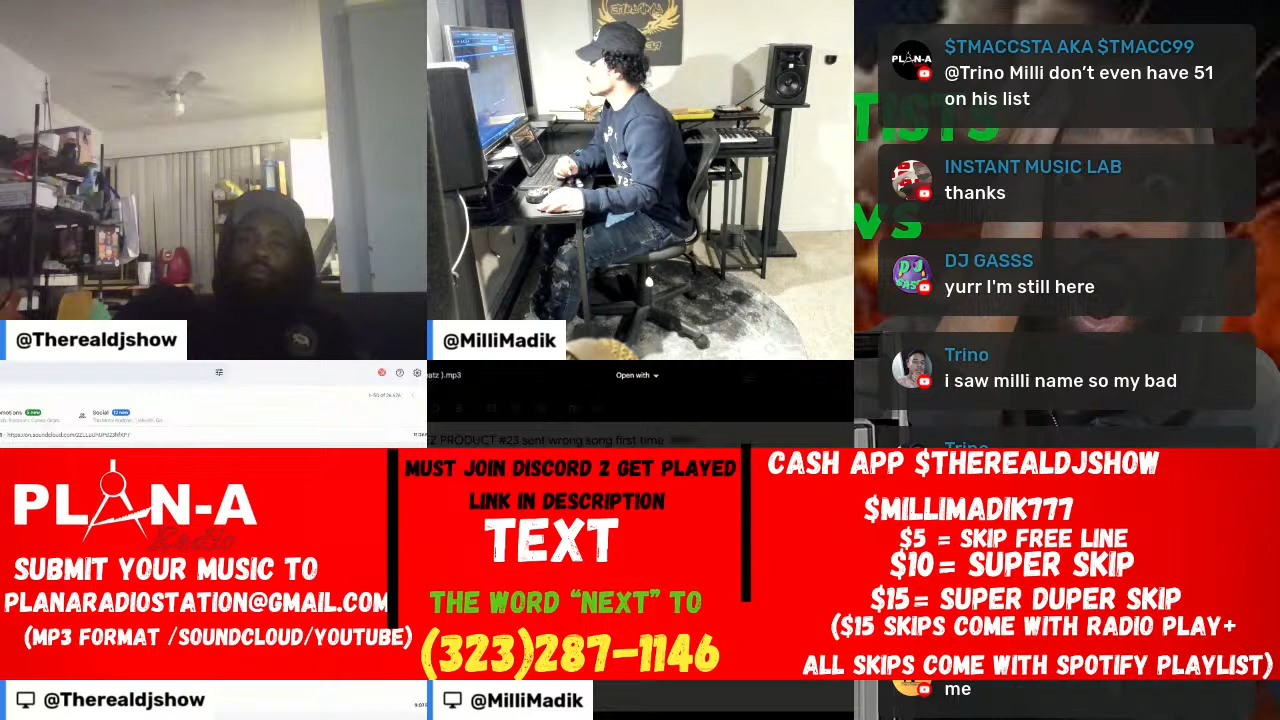 $TMACCSTA AKA $TMACC99
@Trino Milli don't even have 51
on his list
INSTANT MUSIC LAB
thanks
DJ GASSS
yurr I'm still here
Trino
i saw milli name so my bad
Trino
me
@Therealdjshow
@MilliMadik
Social
.mp3
Open with
PRODUCT #23 sent wrong song first time
PLAN-A
Radio
SUBMIT YOUR MUSIC TO
PLANARADIOSTATION@GMAIL.COM
(MP3 FORMAT /SOUNDCLOUD/YOUTUBE)
MUST JOIN DISCORD 2 GET PLAYED
LINK IN DESCRIPTION
TEXT
THE WORD “NEXT” TO
(323)287-1146
CASH APP $THEREALDJSHOW
$MILLIMADIK777
$5 = SKIP FREE LINE
$10 = SUPER SKIP
$15= SUPER DUPER SKIP
($15 SKIPS COME WITH RADIO PLAY+
ALL SKIPS COME WITH SPOTIFY PLAYLIST)
@Therealdjshow
@MilliMadik